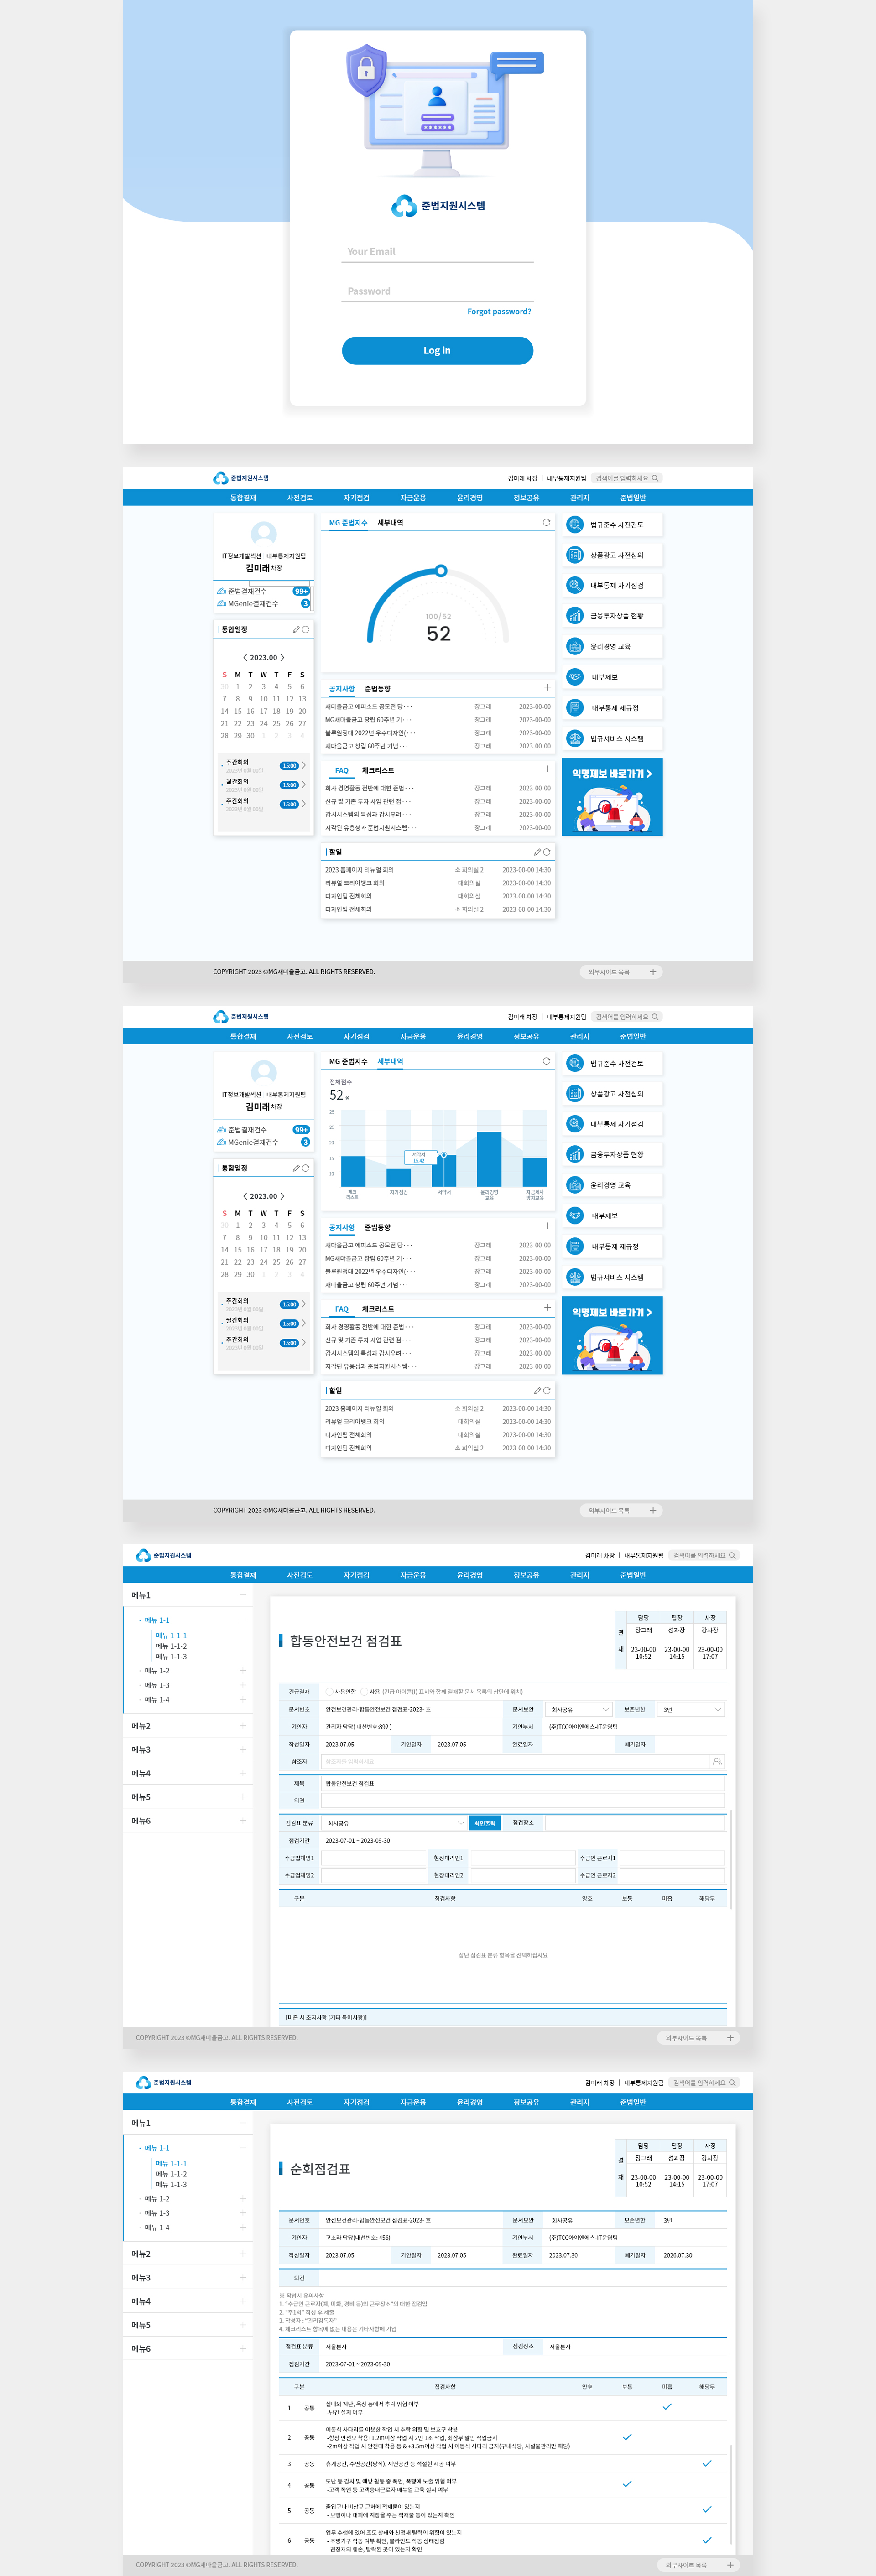 준법지원시스템
Your Email
Password
Forgot password?
Log in
준법지원시스템
김미래 차장 | 내부통제지원팀 검색어를 입력하세요
통합결재 사전검토 자기점검 자금운용 윤리경영 정보공유 관리자 준법일반
IT정보개발섹션 | 내부통제지원팀
김미래 차장
준법결재건수 99+
MGenie결재건수 3
통합일정
2023.00
S M T W T F S
30 1 2 3 4 5 6
7 8 9 10 11 12 13
14 15 16 17 18 19 20
21 22 23 24 25 26 27
28 29 30 1 2 3 4
주간회의 15:00
월간회의 15:00
주간회의 15:00
MG 준법지수 세부내역
100/52
52
공지사항 준법동향
새마을금고 에피소드 공모전 당··· 장그래 2023-00-00
MG새마을금고 창립 60주년 기··· 장그래 2023-00-00
블루원정대 2022년 우수디자인(··· 장그래 2023-00-00
새마을금고 창립 60주년 기념··· 장그래 2023-00-00
FAQ 체크리스트
회사 경영활동 전반에 대한 준법··· 장그래 2023-00-00
신규 및 기존 투자 사업 관련 점··· 장그래 2023-00-00
감시시스템의 특성과 감시우려··· 장그래 2023-00-00
지각된 유용성과 준법지원시스템··· 장그래 2023-00-00
할일
2023 홈페이지 리뉴얼 회의 소 회의실 2 2023-00-00 14:30
리뷰얼 코리아뱅크 회의 대회의실 2023-00-00 14:30
디자인팀 전체회의 대회의실 2023-00-00 14:30
디자인팀 전체회의 소 회의실 2 2023-00-00 14:30
법규준수 사전검토
상품광고 사전심의
내부통제 자기점검
금융투자상품 현황
윤리경영 교육
내부제보
내부통제 제규정
법규서비스 시스템
익명제보 바로가기
COPYRIGHT 2023 ©MG새마을금고. ALL RIGHTS RESERVED. 외부사이트 목록
준법지원시스템
김미래 차장 | 내부통제지원팀 검색어를 입력하세요
통합결재 사전검토 자기점검 자금운용 윤리경영 정보공유 관리자 준법일반
IT정보개발섹션 | 내부통제지원팀
김미래 차장
준법결재건수 99+
MGenie결재건수 3
통합일정
2023.00
S M T W T F S
30 1 2 3 4 5 6
7 8 9 10 11 12 13
14 15 16 17 18 19 20
21 22 23 24 25 26 27
28 29 30 1 2 3 4
주간회의 15:00
월간회의 15:00
주간회의 15:00
MG 준법지수 세부내역
전체점수
52 점
25
20
15
10
서약서
15.42
체크
리스트
자가점검
서약서
윤리경영
교육
자금세탁
방지교육
공지사항 준법동향
새마을금고 에피소드 공모전 당··· 장그래 2023-00-00
MG새마을금고 창립 60주년 기··· 장그래 2023-00-00
블루원정대 2022년 우수디자인(··· 장그래 2023-00-00
새마을금고 창립 60주년 기념··· 장그래 2023-00-00
FAQ 체크리스트
회사 경영활동 전반에 대한 준법··· 장그래 2023-00-00
신규 및 기존 투자 사업 관련 점··· 장그래 2023-00-00
감시시스템의 특성과 감시우려··· 장그래 2023-00-00
지각된 유용성과 준법지원시스템··· 장그래 2023-00-00
할일
2023 홈페이지 리뉴얼 회의 소 회의실 2 2023-00-00 14:30
리뷰얼 코리아뱅크 회의 대회의실 2023-00-00 14:30
디자인팀 전체회의 대회의실 2023-00-00 14:30
디자인팀 전체회의 소 회의실 2 2023-00-00 14:30
법규준수 사전검토
상품광고 사전심의
내부통제 자기점검
금융투자상품 현황
윤리경영 교육
내부제보
내부통제 제규정
법규서비스 시스템
익명제보 바로가기
COPYRIGHT 2023 ©MG새마을금고. ALL RIGHTS RESERVED. 외부사이트 목록
준법지원시스템
김미래 차장 | 내부통제지원팀 검색어를 입력하세요
통합결재 사전검토 자기점검 자금운용 윤리경영 정보공유 관리자 준법일반
메뉴1
메뉴 1-1
메뉴 1-1-1
메뉴 1-1-2
메뉴 1-1-3
메뉴 1-2
메뉴 1-3
메뉴 1-4
메뉴2
메뉴3
메뉴4
메뉴5
메뉴6
합동안전보건 점검표
결재
담당 팀장 사장
장그래 성과장 강사장
23-00-00 23-00-00 23-00-00
10:52 14:15 17:07
긴급결재 사용안함 사용 (긴급 아이콘(!) 표시와 함께 결재할 문서 목록의 상단에 위치)
문서번호 안전보건관리-합동안전보건 점검표-2023- 호 문서보안 회사공유 보존년한 3년
기안자 관리자 담당( 내선번호:892 ) 기안부서 (주)TCC아이앤에스-IT운영팀
작성일자 2023.07.05 기안일자 2023.07.05 완료일자 폐기일자
참조자 참조자를 입력하세요
제목 합동안전보건 점검표
의견
점검표 분류 회사공유 화면출력 점검장소
점검기간 2023-07-01 ~ 2023-09-30
수급업체명1 현장대리인1 수급인 근로자1
수급업체명2 현장대리인2 수급인 근로자2
구분 점검사항 양호 보통 미흡 해당무
상단 점검표 분류 항목을 선택하십시요
[미흡 시 조치사항 (기타 특이사항)]
COPYRIGHT 2023 ©MG새마을금고. ALL RIGHTS RESERVED. 외부사이트 목록
준법지원시스템
김미래 차장 | 내부통제지원팀 검색어를 입력하세요
통합결재 사전검토 자기점검 자금운용 윤리경영 정보공유 관리자 준법일반
메뉴1
메뉴 1-1
메뉴 1-1-1
메뉴 1-1-2
메뉴 1-1-3
메뉴 1-2
메뉴 1-3
메뉴 1-4
메뉴2
메뉴3
메뉴4
메뉴5
메뉴6
순회점검표
결재
담당 팀장 사장
장그래 성과장 강사장
23-00-00 23-00-00 23-00-00
10:52 14:15 17:07
문서번호 안전보건관리-합동안전보건 점검표-2023- 호 문서보안 회사공유 보존년한 3년
기안자 고소라 담당(내선번호: 456) 기안부서 (주)TCC아이앤에스-IT운영팀
작성일자 2023.07.05 기안일자 2023.07.05 완료일자 2023.07.30 폐기일자 2026.07.30
의견
※ 작성시 유의사항
1. "수급인 근로자(예, 미화, 경비 등)의 근로장소"에 대한 점검임
2. "주1회" 작성 후 제출
3. 작성자 : "관리감독자"
4. 체크리스트 항목에 없는 내용은 기타사항에 기입
점검표 분류 서울본사 점검장소 서울본사
점검기간 2023-07-01 ~ 2023-09-30
구분 점검사항 양호 보통 미흡 해당무
1 공통 실내외 계단, 옥상 등에서 추락 위험 여부
-난간 설치 여부
2 공통 이동식 사다리를 이용한 작업 시 추락 위험 및 보호구 착용
-항상 안전모 착용+1.2m이상 작업 시 2인 1조 작업, 최상부 발판 작업금지
-2m이상 작업 시 안전대 착용 등 & +3.5m이상 작업 시 이동식 사다리 금지(구내식당, 시설물관리만 해당)
3 공통 휴게공간, 수면공간(당직), 세면공간 등 적절한 제공 여부
4 공통 도난 등 감시 및 예방 활동 중 폭언, 폭행에 노출 위험 여부
-고객 폭언 등 고객응대근로자 매뉴얼 교육 실시 여부
5 공통 출입구나 비상구 근처에 적재물이 있는지
- 보행이나 대피에 지장을 주는 적재물 등이 있는지 확인
6 공통 업무 수행에 있어 조도 상태와 천정재 탈락의 위험이 있는지
- 조명기구 작동 여부 확인, 블라인드 작동 상태점검
- 천정재의 훼손, 탈락된 곳이 있는지 확인
COPYRIGHT 2023 ©MG새마을금고. ALL RIGHTS RESERVED. 외부사이트 목록